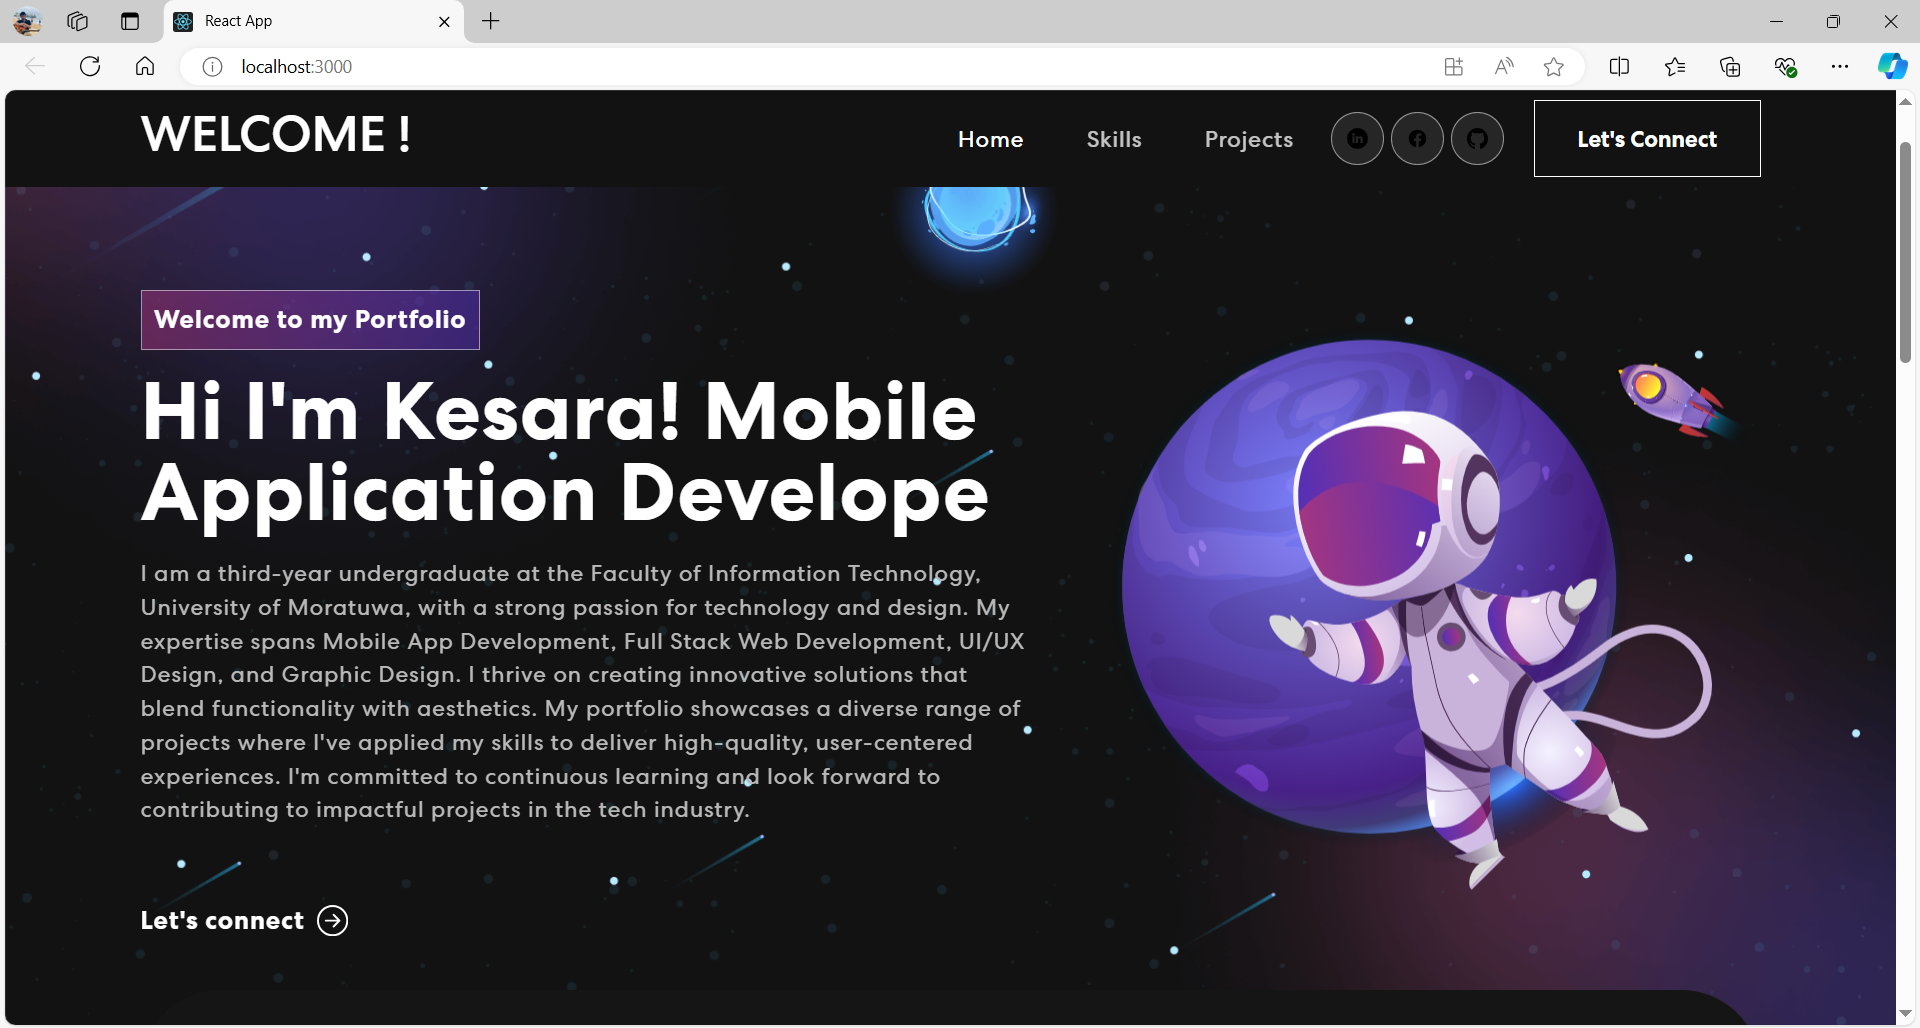 React App
localhost:3000
WELCOME !
Home
Skills
Projects
Let's Connect
Welcome to my Portfolio
Hi I'm Kesara! Mobile
Application Develope
I am a third-year undergraduate at the Faculty of Information Technology,
University of Moratuwa, with a strong passion for technology and design. My
expertise spans Mobile App Development, Full Stack Web Development, UI/UX
Design, and Graphic Design. I thrive on creating innovative solutions that
blend functionality with aesthetics. My portfolio showcases a diverse range of
projects where I've applied my skills to deliver high-quality, user-centered
experiences. I'm committed to continuous learning and look forward to
contributing to impactful projects in the tech industry.
Let's connect